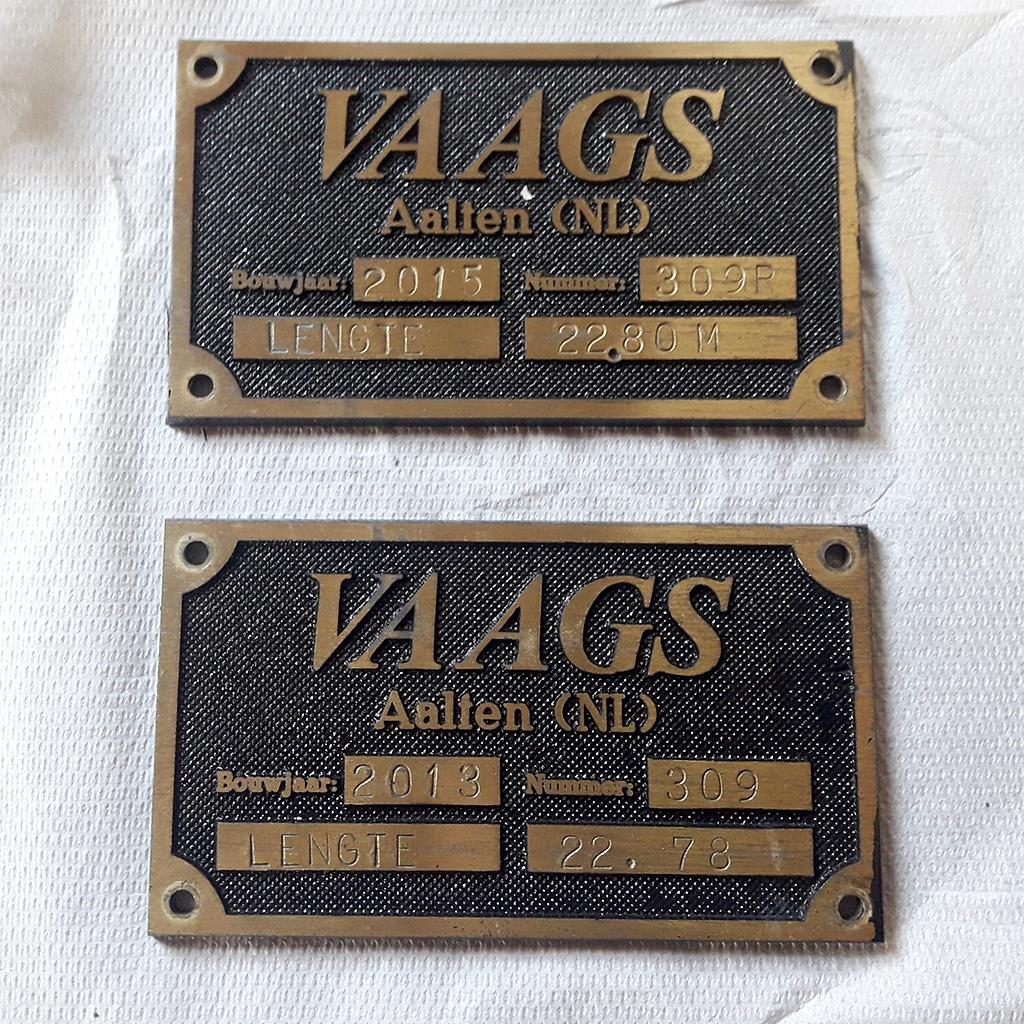 VAAGS
Aalten (NL)
Bouwjaar: 2015 Nummer: 309R
LENGTE 22.80 M
VAAGS
Aalten (NL)
Bouwjaar: 2013 Nummer: 309
LENGTE 22. 78